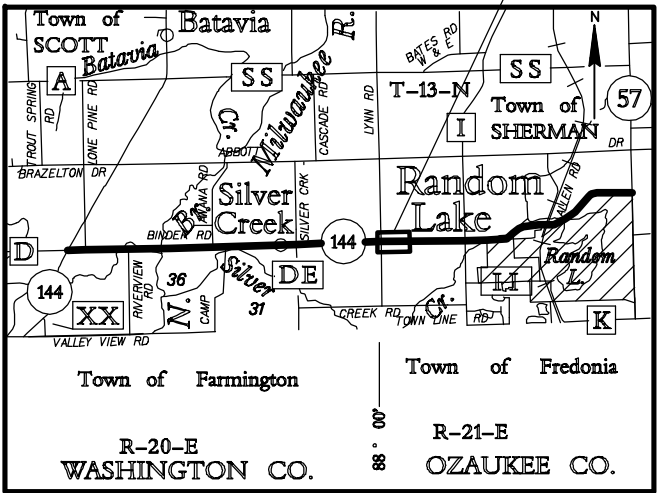 Town of
SCOTT
Batavia
Batavia
N
BATES RD
W & E
A
SS
SS
57
TROUT SPRING
RD
LONE PINE RD
Cr.
Milwaukee R.
CASCADE RD
LYNN RD
T-13-N
Town of
SHERMAN
I
DR
BRAZELTON DR
ABBOT
Silver
Creek
SILVER CRK
Random
Lake
ALLEN RD
Br.
BINDER RD
D
144
144
Random
L.
36
Silver
31
DE
RIVERVIEW
RD
XX
N.
CAMP
CREEK RD
Cr.
TOWN LINE RD
K
VALLEY VIEW RD
Town of Farmington
Town of Fredonia
88° 00'
R-20-E
R-21-E
WASHINGTON CO.
OZAUKEE CO.